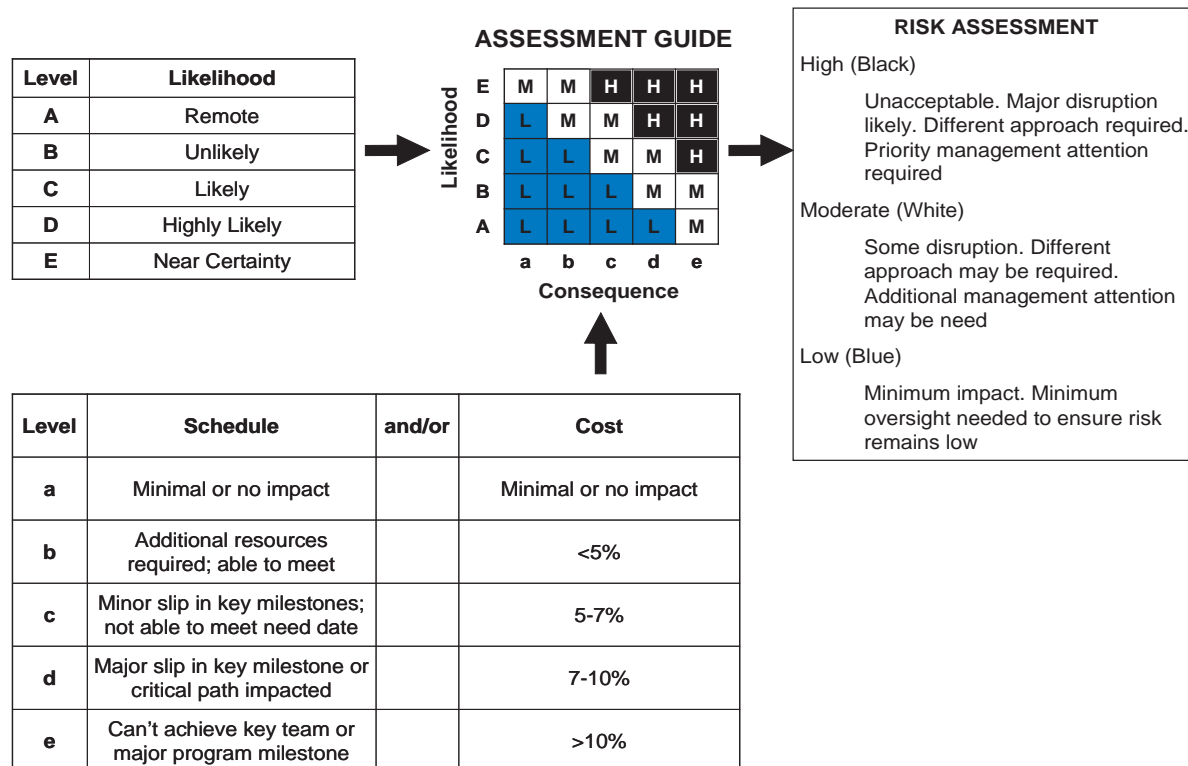 ASSESSMENT GUIDE
Level Likelihood
A Remote
B Unlikely
C Likely
D Highly Likely
E Near Certainty
Likelihood
E M M H H H
D L M M H H
C L L M M H
B L L L M M
A L L L L M
a b c d e
Consequence
RISK ASSESSMENT
High (Black)
Unacceptable. Major disruption
likely. Different approach required.
Priority management attention
required
Moderate (White)
Some disruption. Different
approach may be required.
Additional management attention
may be need
Low (Blue)
Minimum impact. Minimum
oversight needed to ensure risk
remains low
Level Schedule and/or Cost
a Minimal or no impact Minimal or no impact
b Additional resources
required; able to meet <5%
c Minor slip in key milestones;
not able to meet need date 5-7%
d Major slip in key milestone or
critical path impacted 7-10%
e Can't achieve key team or
major program milestone >10%